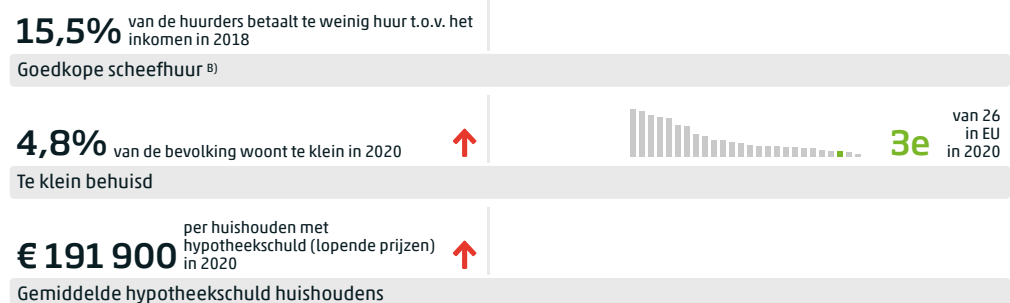 15,5% van de huurders betaalt te weinig huur t.o.v. het
inkomen in 2018
Goedkope scheefhuur B)
4,8% van de bevolking woont te klein in 2020
3e
van 26
in EU
in 2020
Te klein behuisd
€ 191 900
per huishouden met
hypotheekschuld (lopende prijzen)
in 2020
Gemiddelde hypotheekschuld huishoudens